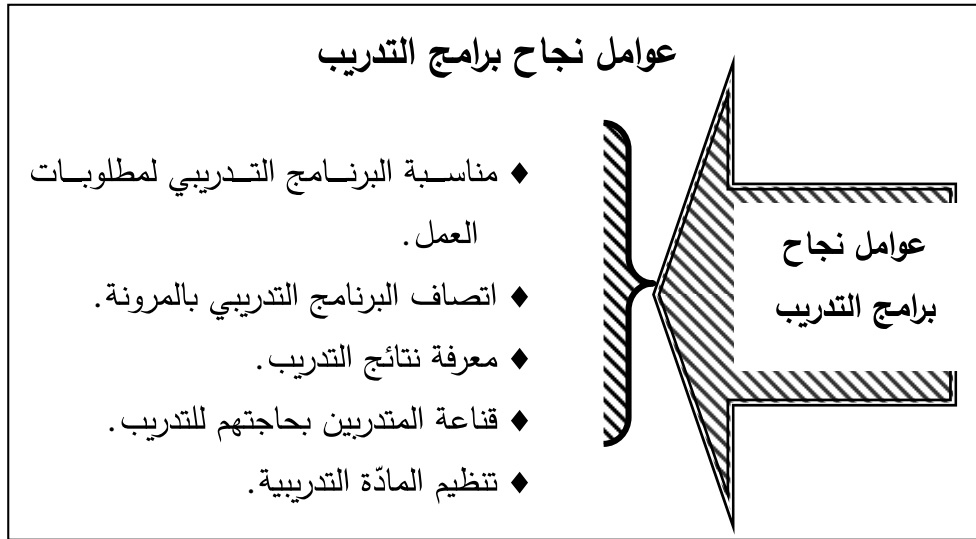 عوامل نجاح برامج التدريب
عوامل نجاح
برامج التدريب
♦ مناسبة البرنامج التدريبي لمطلوبات
العمل.
♦ اتصاف البرنامج التدريبي بالمرونة.
♦ معرفة نتائج التدريب.
♦ قناعة المتدربين بحاجتهم للتدريب.
♦ تنظيم المادّة التدريبية.